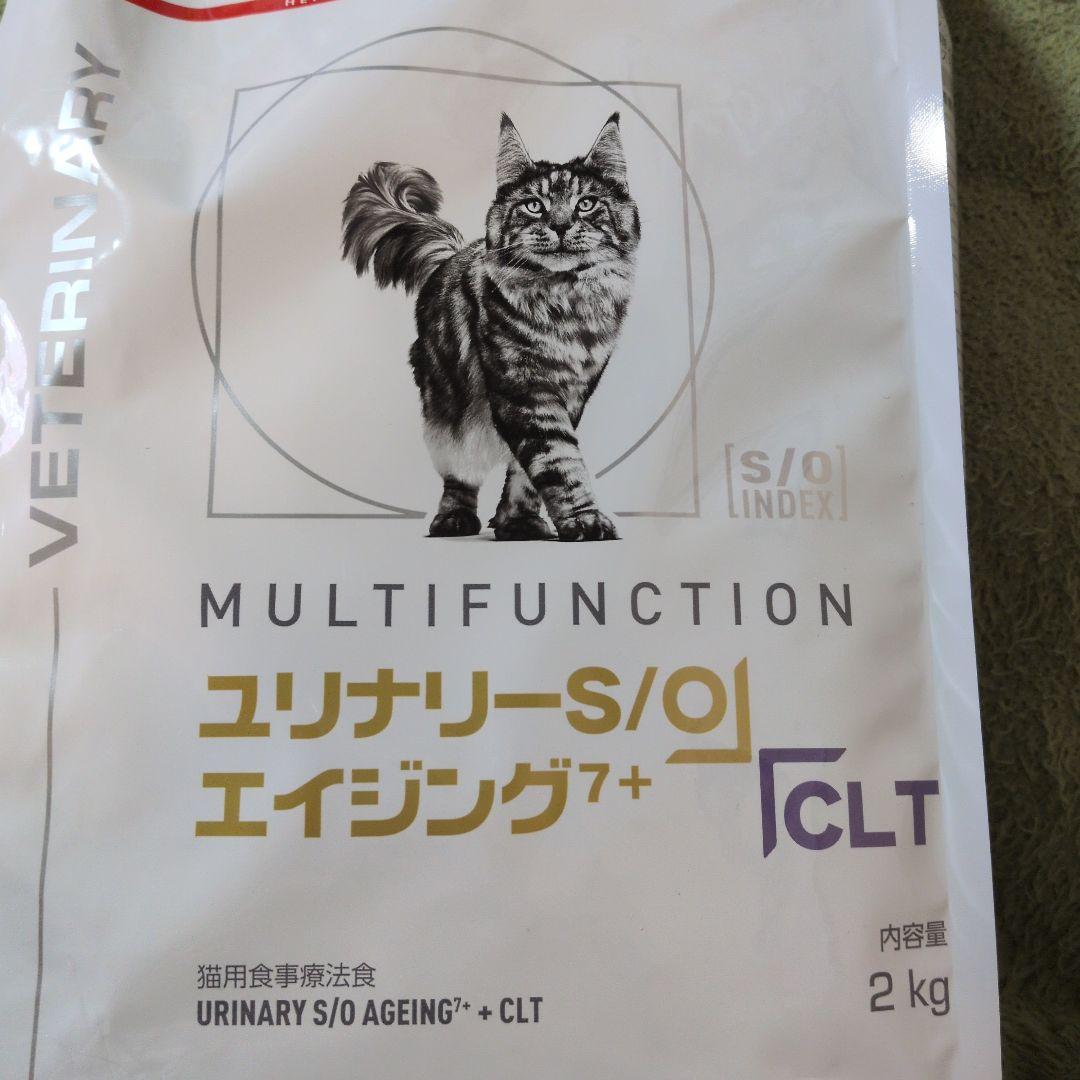 VETERINARY
[S/O
INDEX]
MULTIFUNCTION
ユリナリーS/O
エイジング7+
CLT
内容量
2 kg
猫用食事療法食
URINARY S/O AGEING7+ + CLT